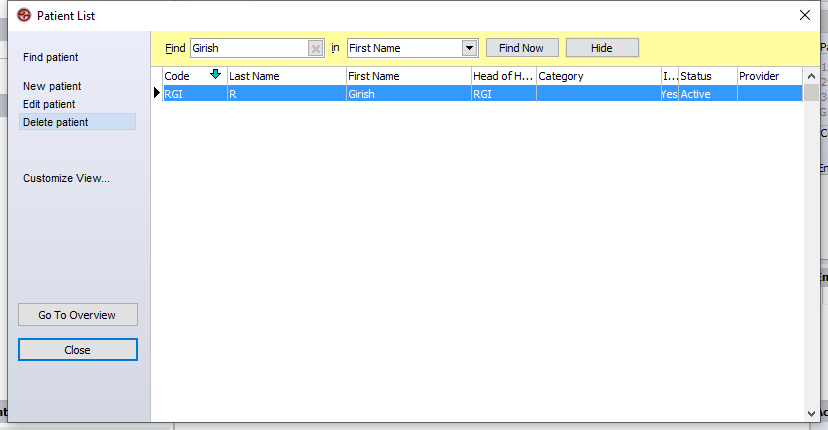 Patient List
Find patient
New patient
Edit patient
Delete patient
Customize View...
Go To Overview
Close
Find Girish in First Name Find Now Hide
Code Last Name First Name Head of H... Category I... Status Provider
RGI R Girish RGI Yes Active